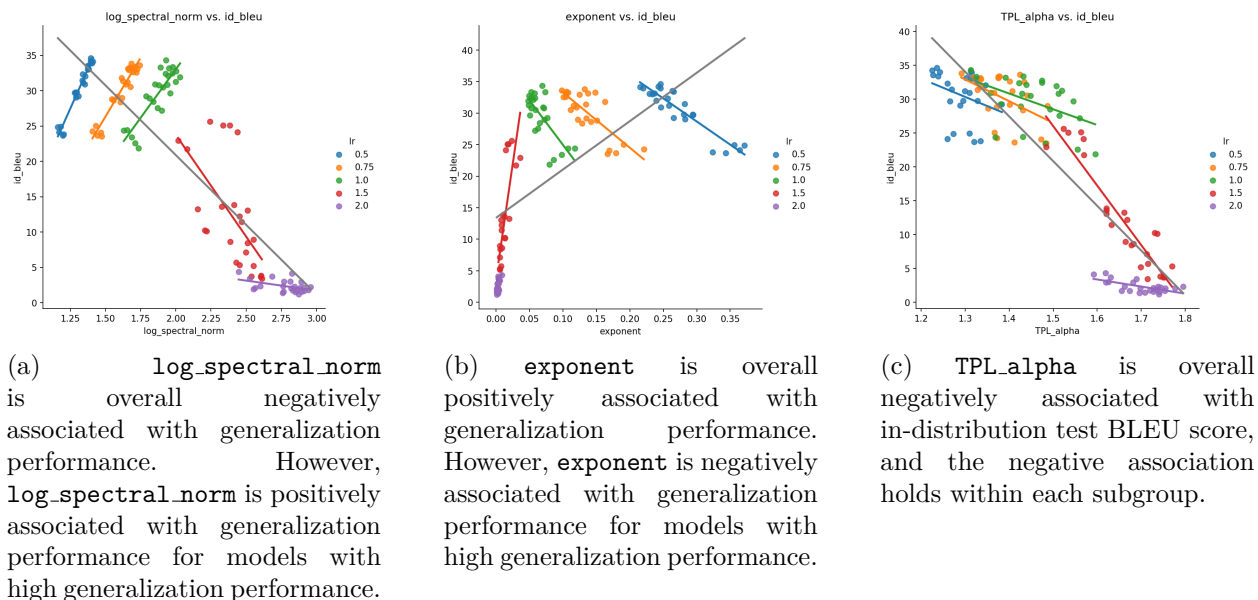 log_spectral_norm vs. id_bleu
id_bleu
35
30
25
20
15
10
5
0
1.25 1.50 1.75 2.00 2.25 2.50 2.75 3.00
log_spectral_norm
lr
0.5
0.75
1.0
1.5
2.0
exponent vs. id_bleu
id_bleu
40
35
30
25
20
15
10
5
0
0.00 0.05 0.10 0.15 0.20 0.25 0.30 0.35
exponent
lr
0.5
0.75
1.0
1.5
2.0
TPL_alpha vs. id_bleu
id_bleu
40
35
30
25
20
15
10
5
0
1.2 1.3 1.4 1.5 1.6 1.7 1.8
TPL_alpha
lr
0.5
0.75
1.0
1.5
2.0
(a) log_spectral_norm
is overall negatively
associated with generalization
performance. However,
log_spectral_norm is positively
associated with generalization
performance for models with
high generalization performance.
(b) exponent is overall
positively associated with
generalization performance.
However, exponent is negatively
associated with generalization
performance for models with
high generalization performance.
(c) TPL_alpha is overall
negatively associated with
in-distribution test BLEU score,
and the negative association
holds within each subgroup.